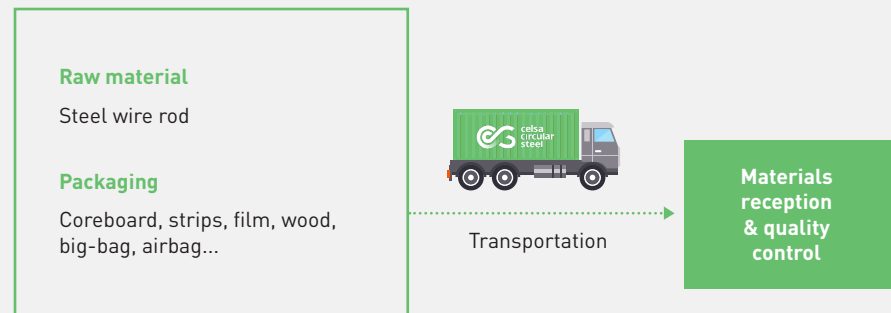 Raw material
Steel wire rod
Packaging
Coreboard, strips, film, wood,
big-bag, airbag...
celsa
circular
steel
Transportation
Materials
reception
& quality
control